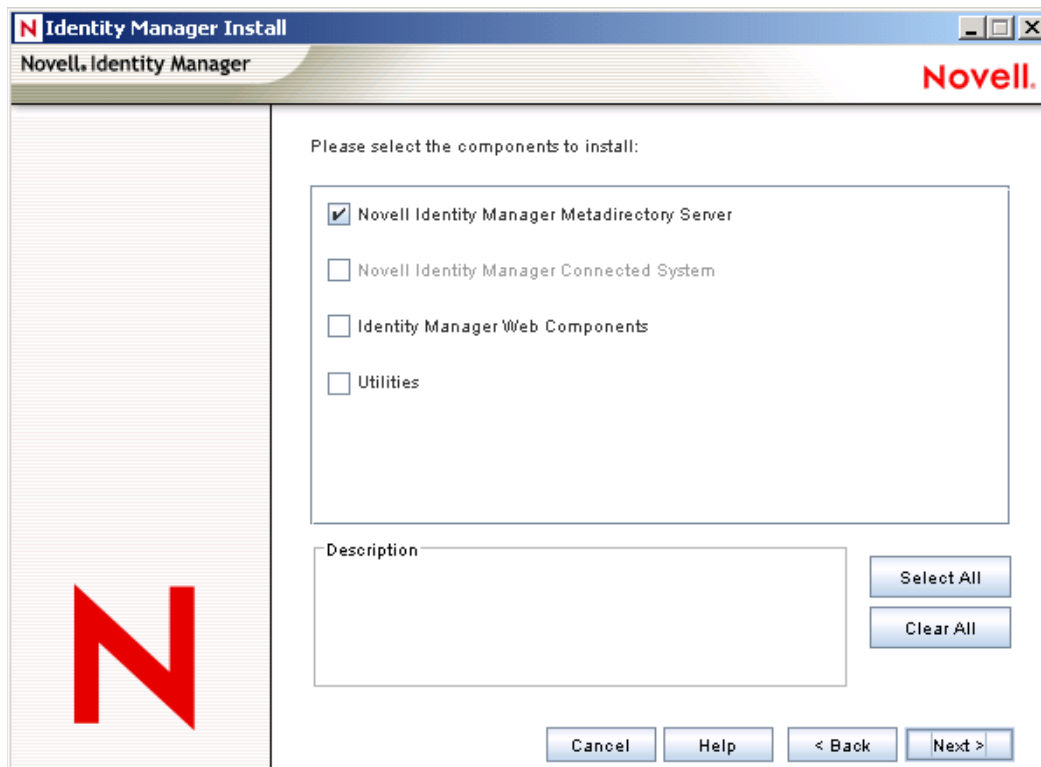 N Identity Manager Install
Novell. Identity Manager
Novell.
Please select the components to install:
Novell Identity Manager Metadirectory Server
Novell Identity Manager Connected System
Identity Manager Web Components
Utilities
Description
Select All
Clear All
N
Cancel
Help
< Back
Next >